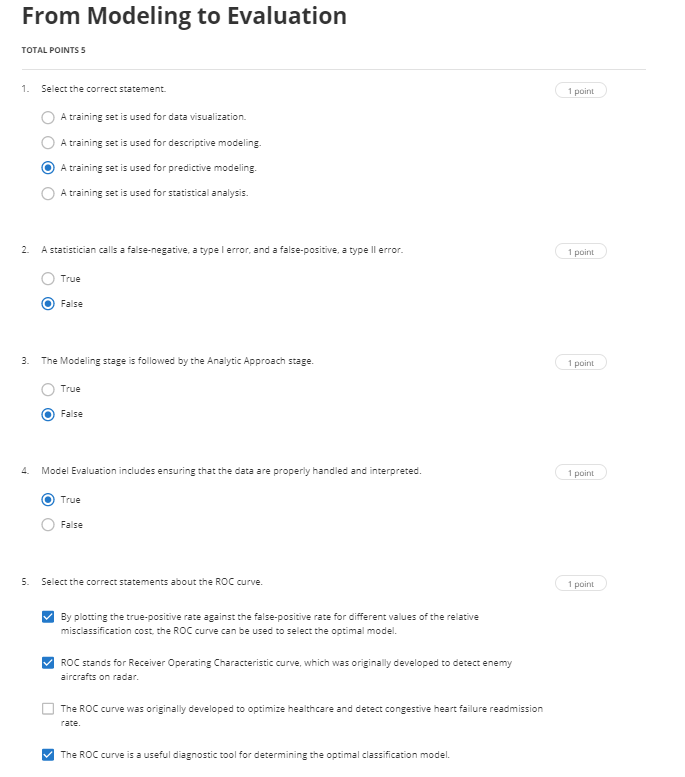 From Modeling to Evaluation
TOTAL POINTS 5
1. Select the correct statement.
1 point
A training set is used for data visualization.
A training set is used for descriptive modeling.
A training set is used for predictive modeling.
A training set is used for statistical analysis.
2. A statistician calls a false-negative, a type I error, and a false-positive, a type II error.
1 point
True
False
3. The Modeling stage is followed by the Analytic Approach stage.
1 point
True
False
4. Model Evaluation includes ensuring that the data are properly handled and interpreted.
1 point
True
False
5. Select the correct statements about the ROC curve.
1 point
By plotting the true-positive rate against the false-positive rate for different values of the relative
misclassification cost, the ROC curve can be used to select the optimal model.
ROC stands for Receiver Operating Characteristic curve, which was originally developed to detect enemy
aircrafts on radar.
The ROC curve was originally developed to optimize healthcare and detect congestive heart failure readmission
rate.
The ROC curve is a useful diagnostic tool for determining the optimal classification model.